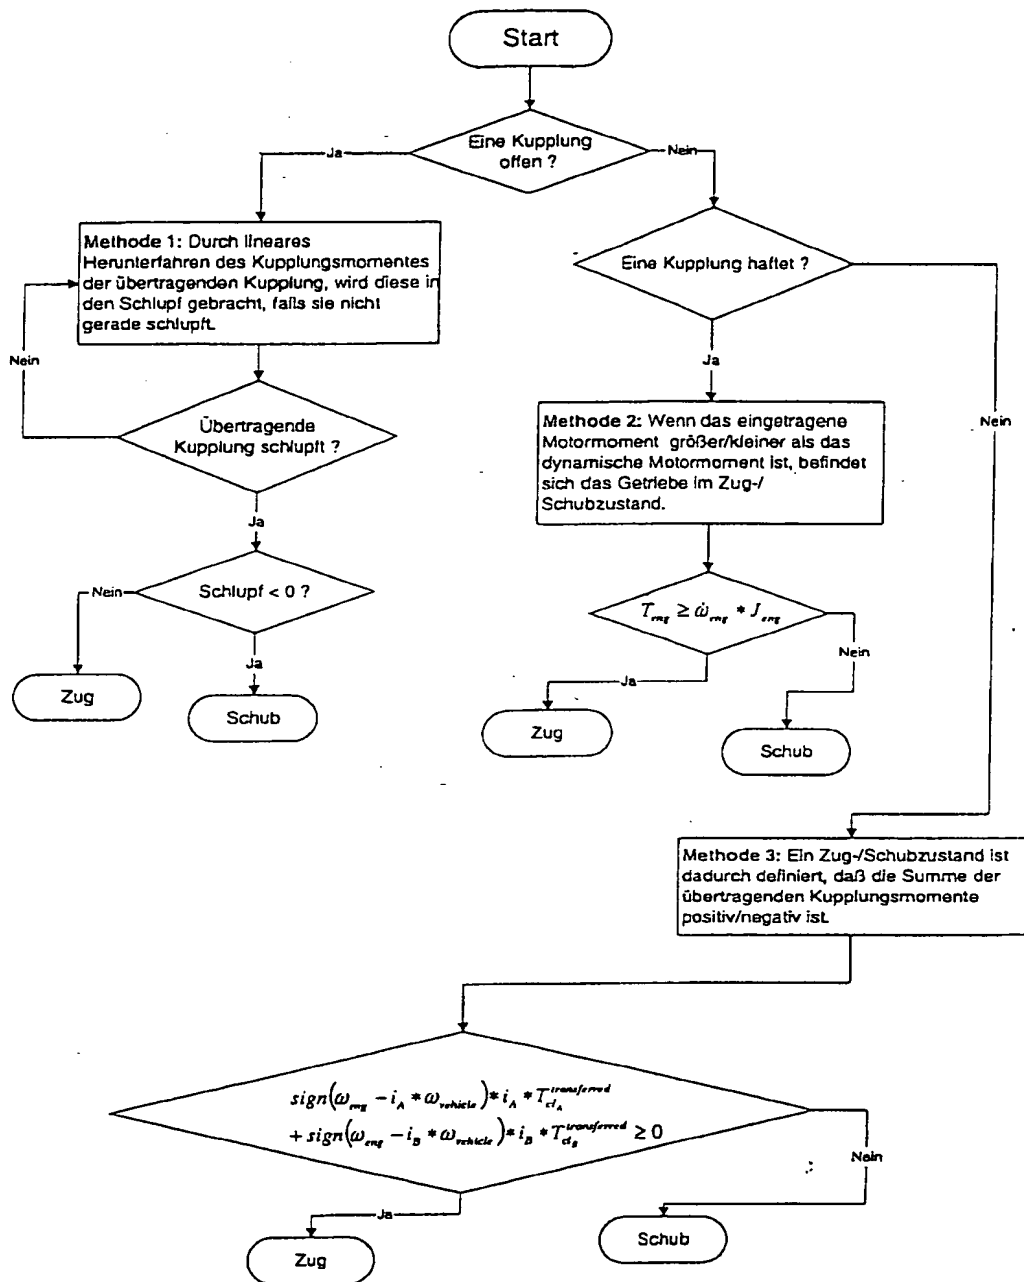 Start
Eine Kupplung
offen ?
Ja
Nein
Methode 1: Durch lineares
Herunterfahren des Kupplungsmomentes
der übertragenden Kupplung, wird diese in
den Schlupf gebracht, falls sie nicht
gerade schlupft.
Eine Kupplung haftet ?
Nein
Ja
Nein
Übertragende
Kupplung schlupft ?
Methode 2: Wenn das eingetragene
Motormoment größer/kleiner als das
dynamische Motormoment ist, befindet
sich das Getriebe im Zug-/
Schubzustand.
Ja
Nein
Schlupf < 0 ?
T_eng ≥ ω̇_eng * J_eng
Nein
Ja
Ja
Zug
Schub
Zug
Schub
Methode 3: Ein Zug-/Schubzustand ist
dadurch definiert, daß die Summe der
übertragenden Kupplungsmomente
positiv/negativ ist.
sign(ω_eng − i_A * ω_vehicle) * i_A * T_cl_A^transferred
+ sign(ω_eng − i_B * ω_vehicle) * i_B * T_cl_B^transferred ≥ 0
Nein
Ja
Schub
Zug